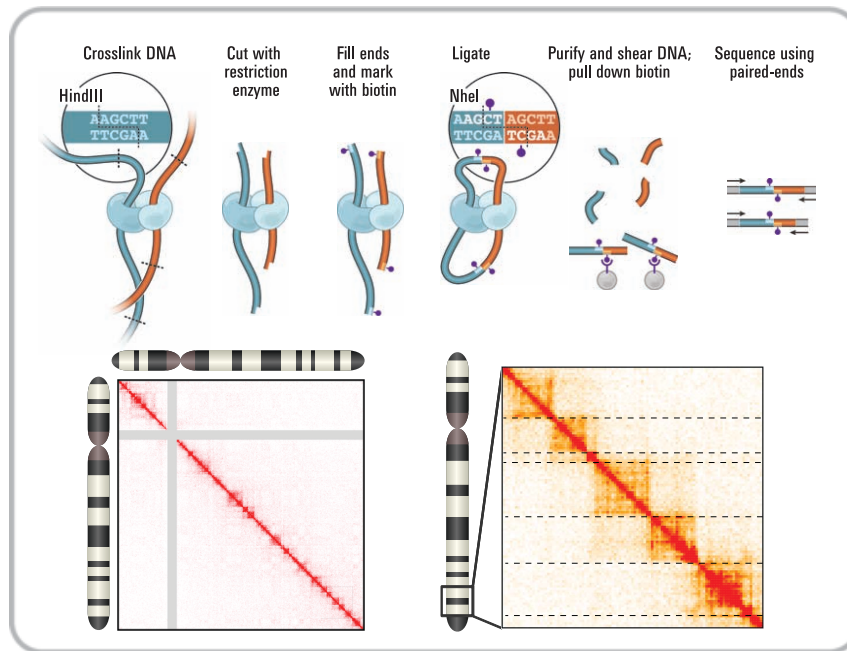 Crosslink DNA
Cut with
restriction
enzyme
Fill ends
and mark
with biotin
Ligate
Purify and shear DNA;
pull down biotin
Sequence using
paired-ends
HindIII
AAGCTT
TTCGAA
NheI
AAGCT AGCTT
TTCGA TCGAA